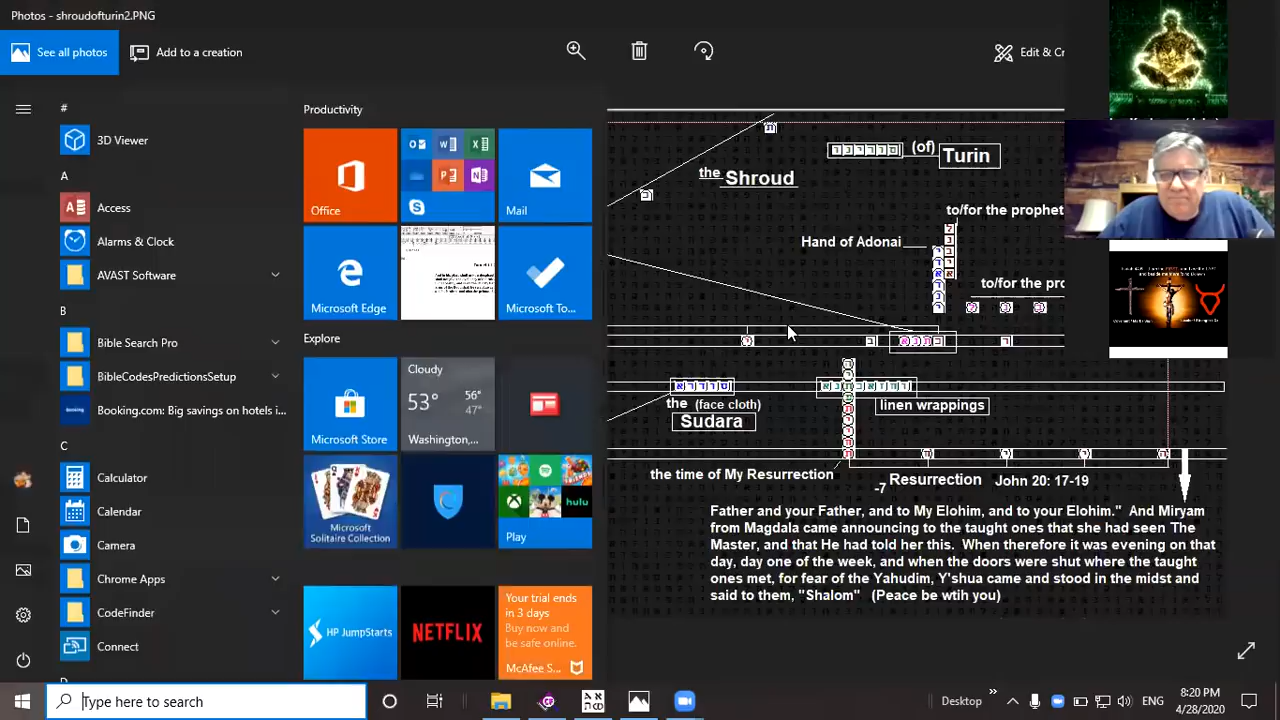 Photos - shroudofturin2.PNG
See all photos
Add to a creation
Edit & Cr
#
3D Viewer
A
Access
Alarms & Clock
AVAST Software
B
Bible Search Pro
BibleCodesPredictionsSetup
Booking.com: Big savings on hotels i...
C
Calculator
Calendar
Camera
Chrome Apps
CodeFinder
Connect
Productivity
Office
Mail
Microsoft Edge
Microsoft To...
Explore
Microsoft Store
Cloudy
53°
56°
47°
Washington,...
Microsoft
Solitaire Collection
hulu
Play
HP JumpStarts
NETFLIX
Your trial ends
in 3 days
Buy now and
be safe online.
McAfee S...
the Shroud
(of) Turin
to/for the prophet
Hand of Adonai
to/for the pro
the (face cloth)
Sudara
linen wrappings
the time of My Resurrection
-7 Resurrection John 20: 17-19
Father and your Father, and to My Elohim, and to your Elohim." And Miryam
from Magdala came announcing to the taught ones that she had seen The
Master, and that He had told her this. When therefore it was evening on that
day, day one of the week, and when the doors were shut where the taught
ones met, for fear of the Yahudim, Y'shua came and stood in the midst and
said to them, "Shalom" (Peace be wtih you)
Type here to search
Desktop
ENG
8:20 PM
4/28/2020